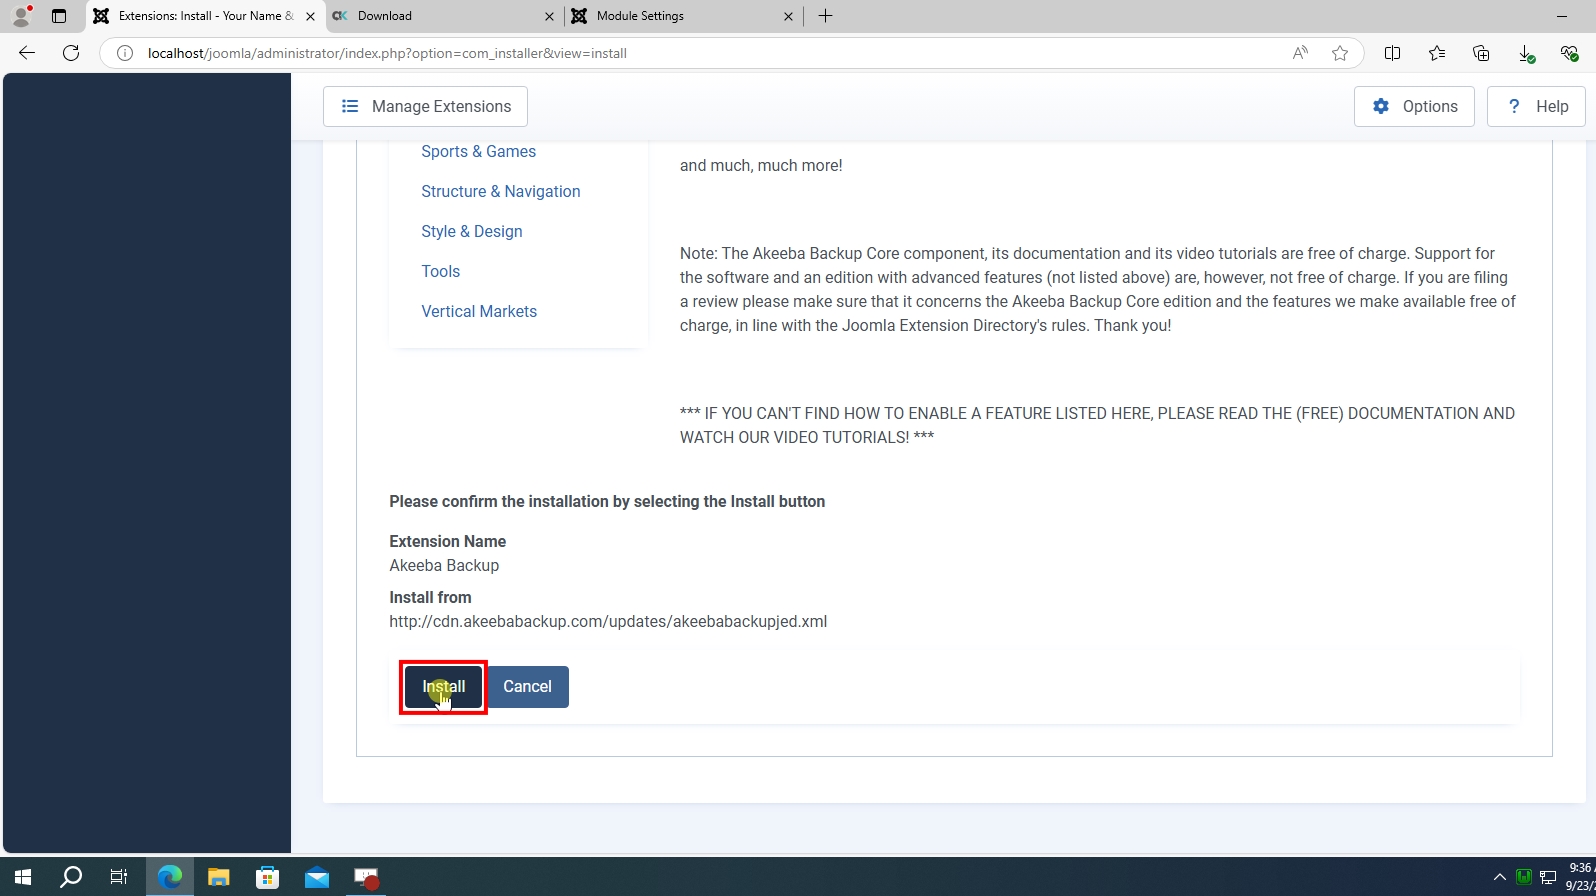 Extensions: Install - Your Name &
Download
Module Settings
localhost/joomla/administrator/index.php?option=com_installer&view=install
Manage Extensions
Options
? Help
Sports & Games
Structure & Navigation
Style & Design
Tools
Vertical Markets
and much, much more!
Note: The Akeeba Backup Core component, its documentation and its video tutorials are free of charge. Support for
the software and an edition with advanced features (not listed above) are, however, not free of charge. If you are filing
a review please make sure that it concerns the Akeeba Backup Core edition and the features we make available free of
charge, in line with the Joomla Extension Directory's rules. Thank you!
*** IF YOU CAN'T FIND HOW TO ENABLE A FEATURE LISTED HERE, PLEASE READ THE (FREE) DOCUMENTATION AND
WATCH OUR VIDEO TUTORIALS! ***
Please confirm the installation by selecting the Install button
Extension Name
Akeeba Backup
Install from
http://cdn.akeebabackup.com/updates/akeebabackupjed.xml
Install
Cancel
9:36
9/23/